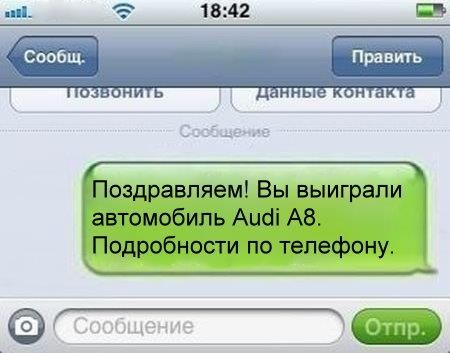 18:42
Сообщ.
Править
Позвонить
Данные контакта
Сообщение
Поздравляем! Вы выиграли
автомобиль Audi A8.
Подробности по телефону.
Сообщение
Отпр.